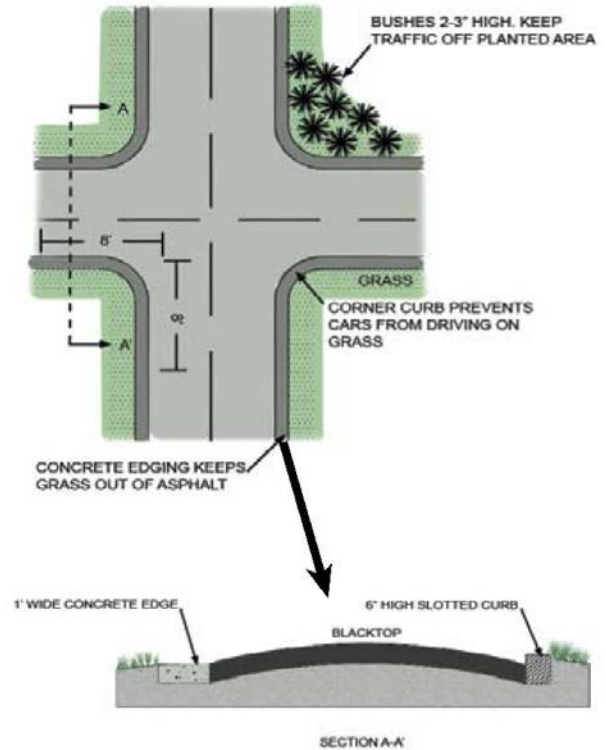 BUSHES 2-3" HIGH. KEEP
TRAFFIC OFF PLANTED AREA
A
8'
GRASS
8'
CORNER CURB PREVENTS
CARS FROM DRIVING ON
GRASS
A'
CONCRETE EDGING KEEPS
GRASS OUT OF ASPHALT
1' WIDE CONCRETE EDGE
6" HIGH SLOTTED CURB
BLACKTOP
SECTION A-A'